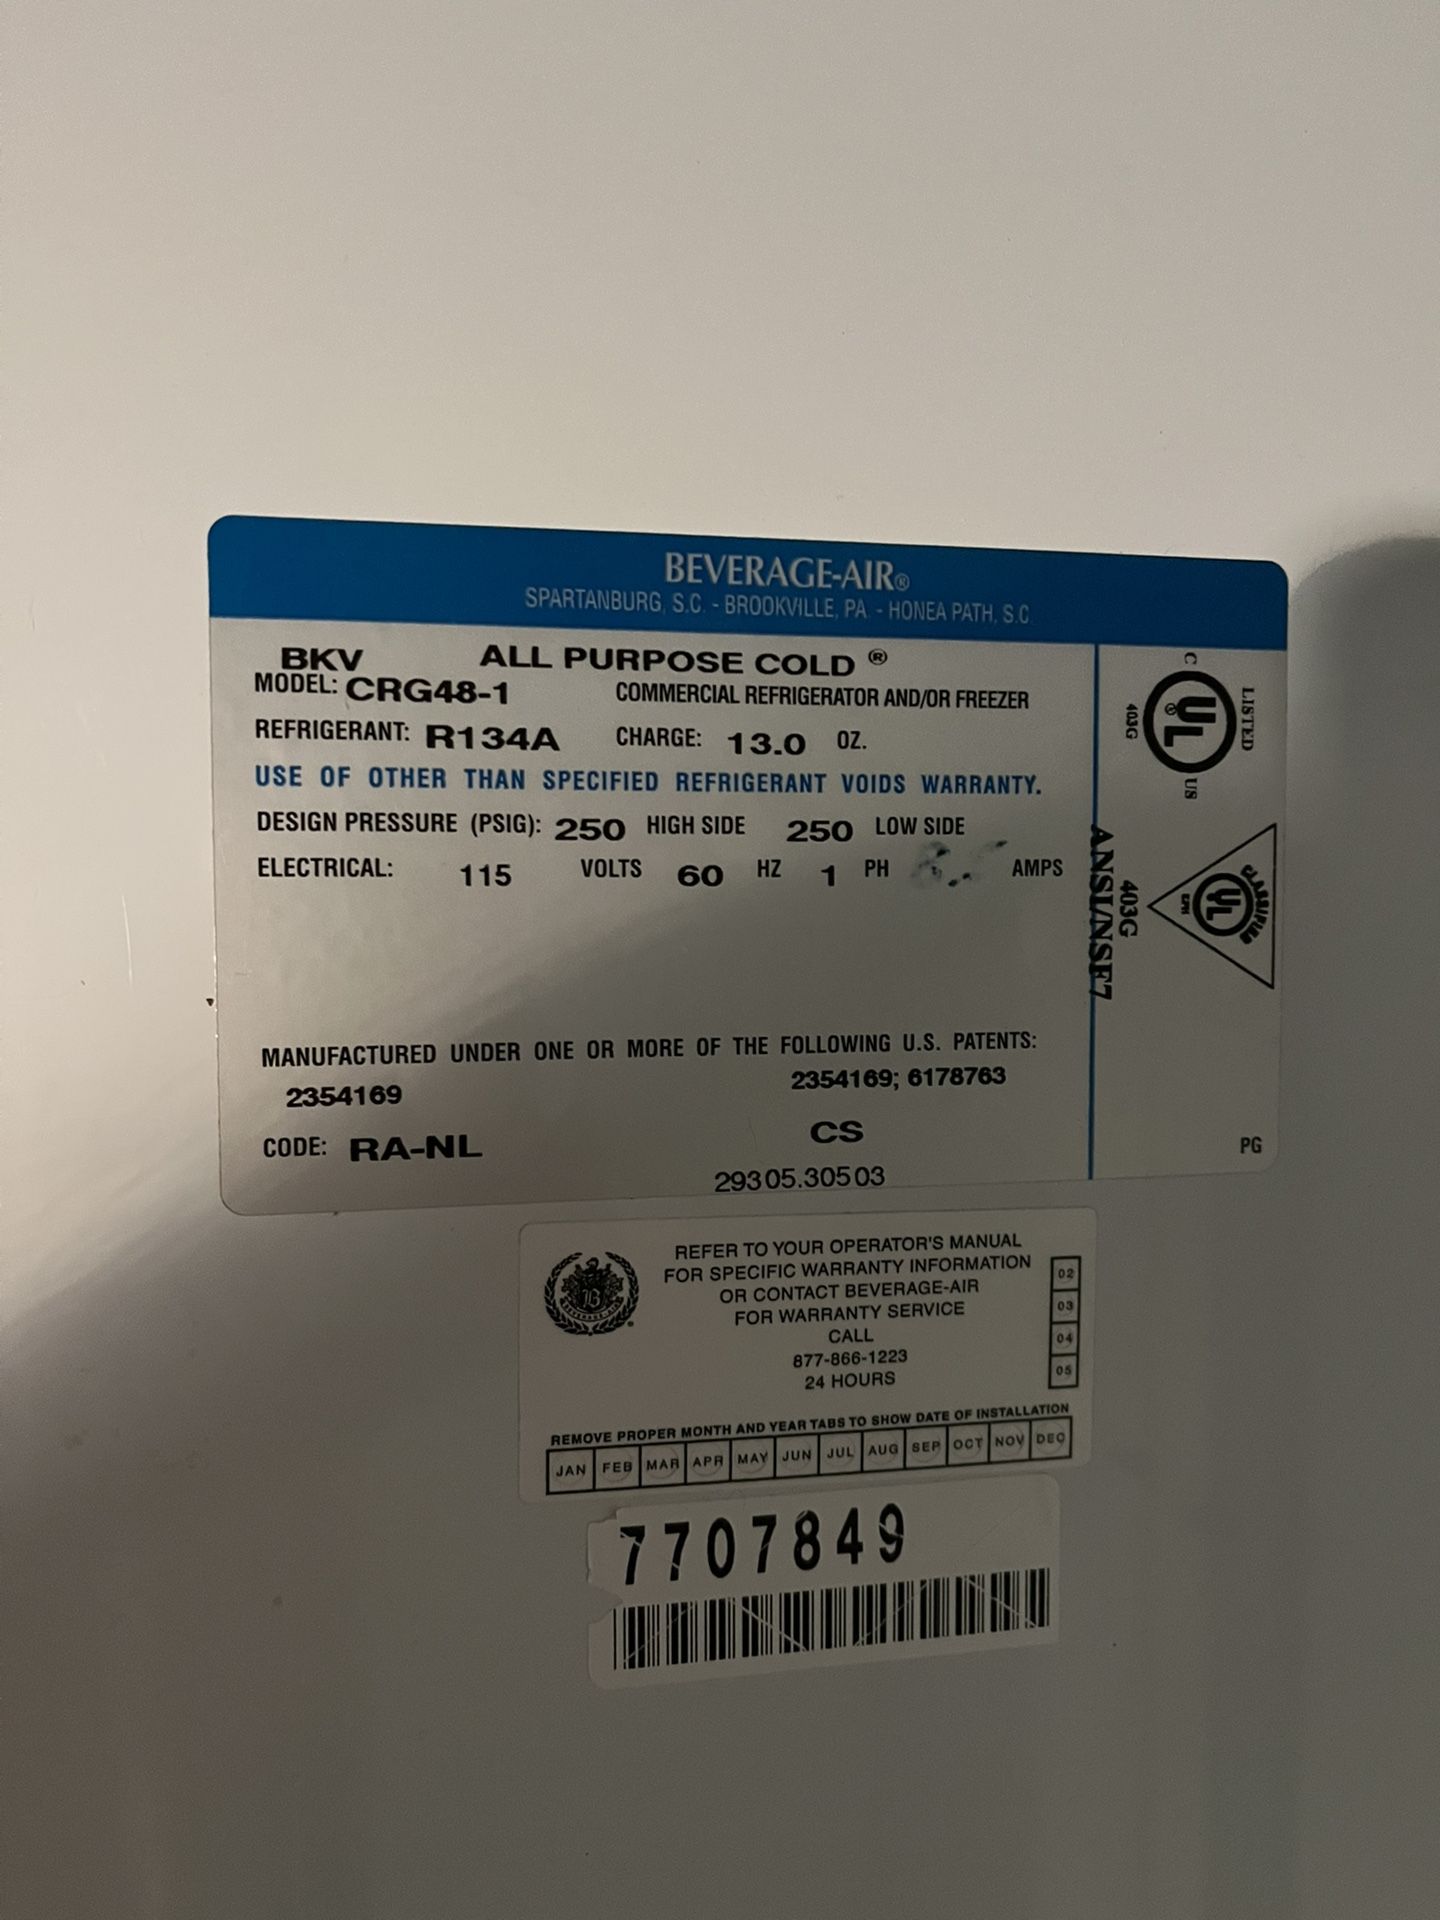 BEVERAGE-AIR®
SPARTANBURG, S.C. - BROOKVILLE, PA - HONEA PATH, S.C.
BKV ALL PURPOSE COLD ®
MODEL: CRG48-1 COMMERCIAL REFRIGERATOR AND/OR FREEZER
REFRIGERANT: R134A CHARGE: 13.0 OZ.
USE OF OTHER THAN SPECIFIED REFRIGERANT VOIDS WARRANTY.
DESIGN PRESSURE (PSIG): 250 HIGH SIDE 250 LOW SIDE
ELECTRICAL: 115 VOLTS 60 HZ 1 PH AMPS
MANUFACTURED UNDER ONE OR MORE OF THE FOLLOWING U.S. PATENTS:
2354169 2354169; 6178763
CODE: RA-NL CS
29305.30503
C UL ® US
LISTED
403G
CLASSIFIED
UL
EPH
403G
ANSI/NSF7
PG
B
BEVERAGE-AIR
REFER TO YOUR OPERATOR'S MANUAL
FOR SPECIFIC WARRANTY INFORMATION
OR CONTACT BEVERAGE-AIR
FOR WARRANTY SERVICE
CALL
877-866-1223
24 HOURS
02
03
04
05
REMOVE PROPER MONTH AND YEAR TABS TO SHOW DATE OF INSTALLATION
JAN FEB MAR APR MAY JUN JUL AUG SEP OCT NOV DEC
7707849